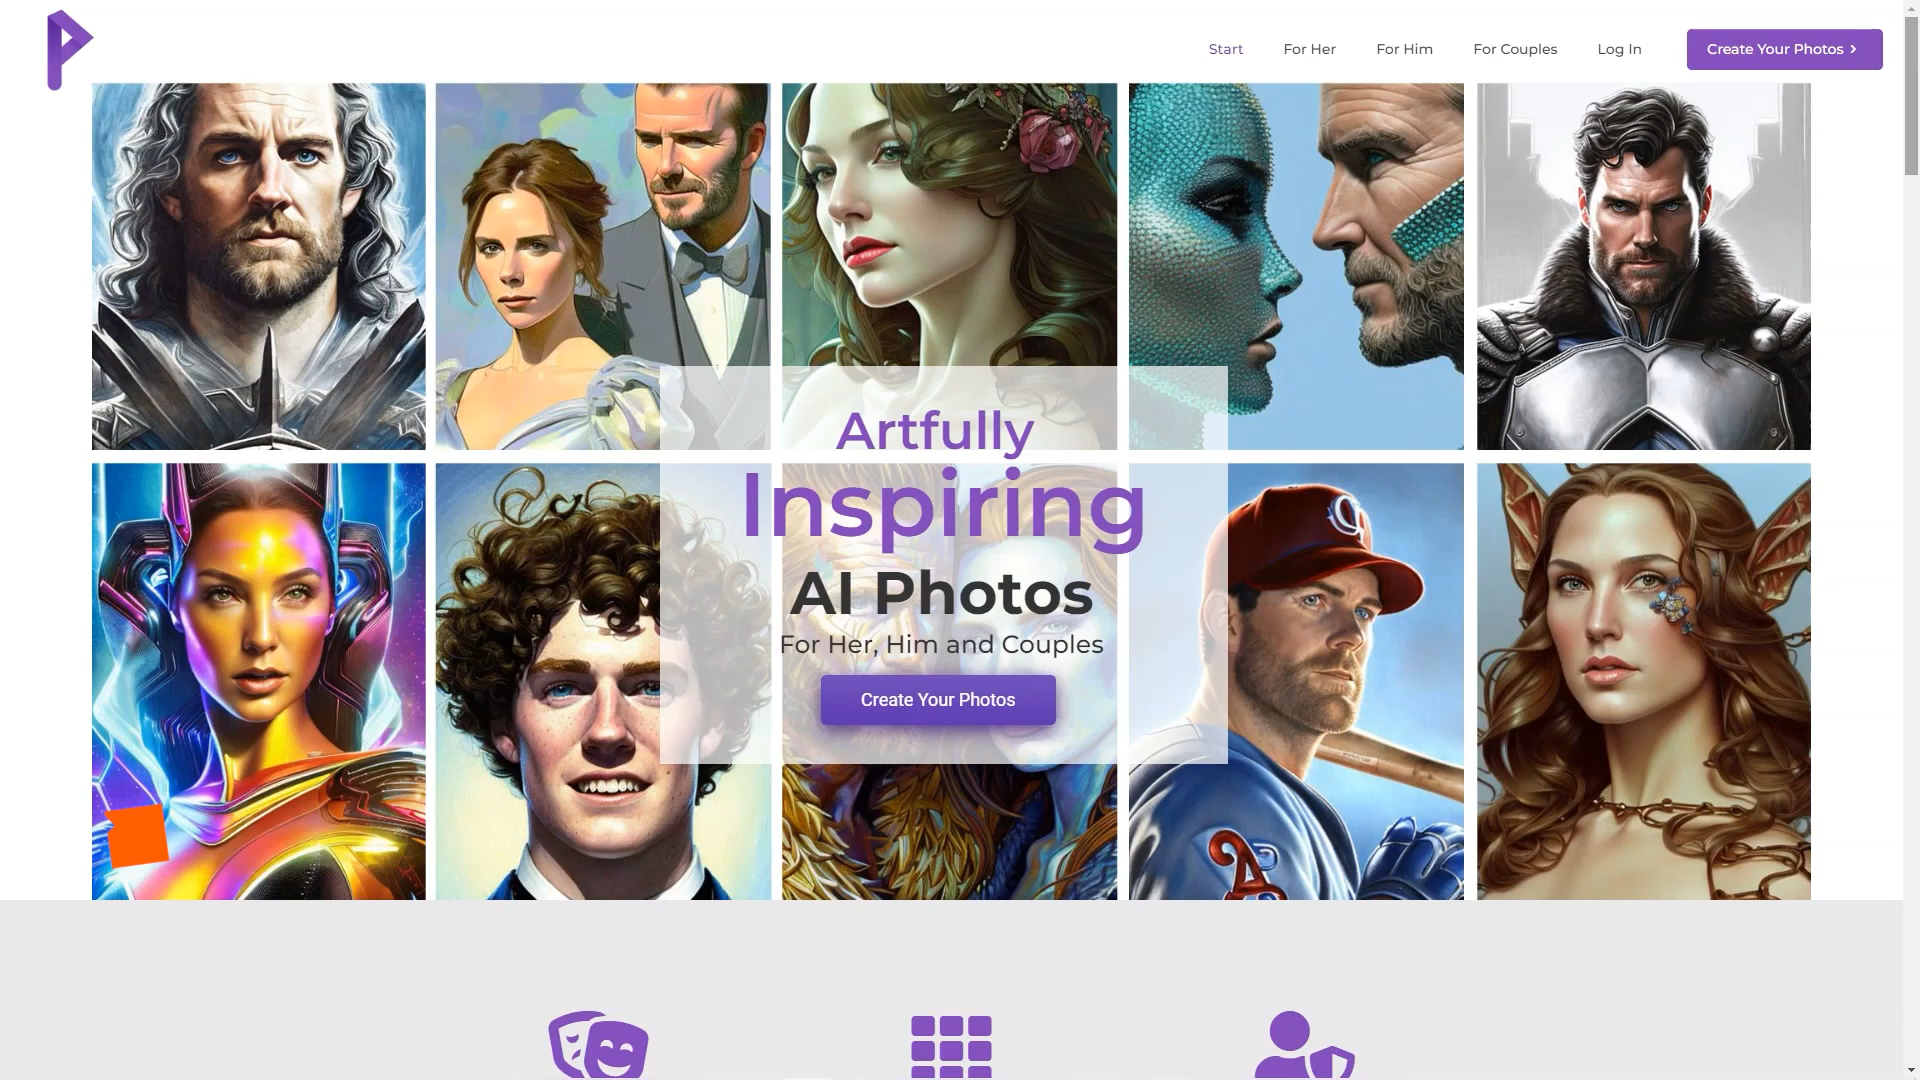 Start
For Her
For Him
For Couples
Log In
Create Your Photos
Artfully
Inspiring
AI Photos
For Her, Him and Couples
Create Your Photos